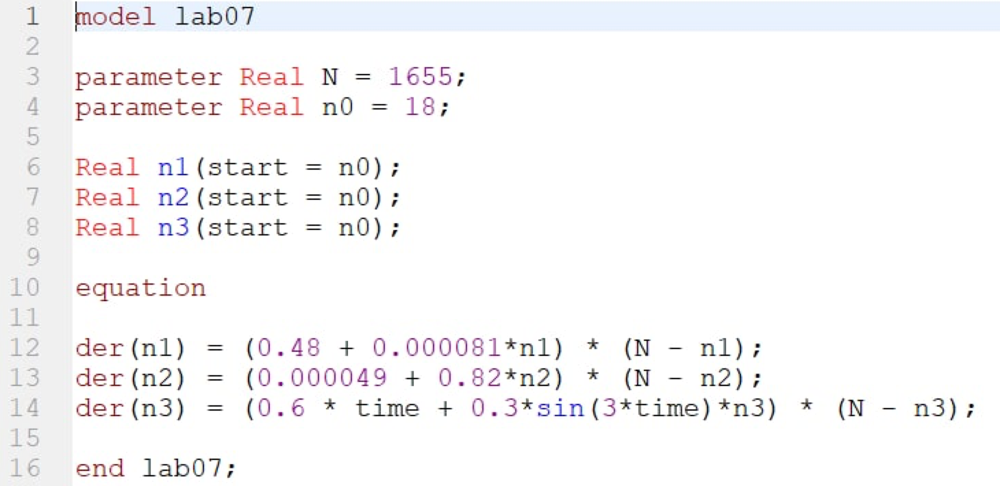 1 model lab07
2
3 parameter Real N = 1655;
4 parameter Real n0 = 18;
5
6 Real n1(start = n0);
7 Real n2(start = n0);
8 Real n3(start = n0);
9
10 equation
11
12 der(n1) = (0.48 + 0.000081*n1) * (N - n1);
13 der(n2) = (0.000049 + 0.82*n2) * (N - n2);
14 der(n3) = (0.6 * time + 0.3*sin(3*time)*n3) * (N - n3);
15
16 end lab07;